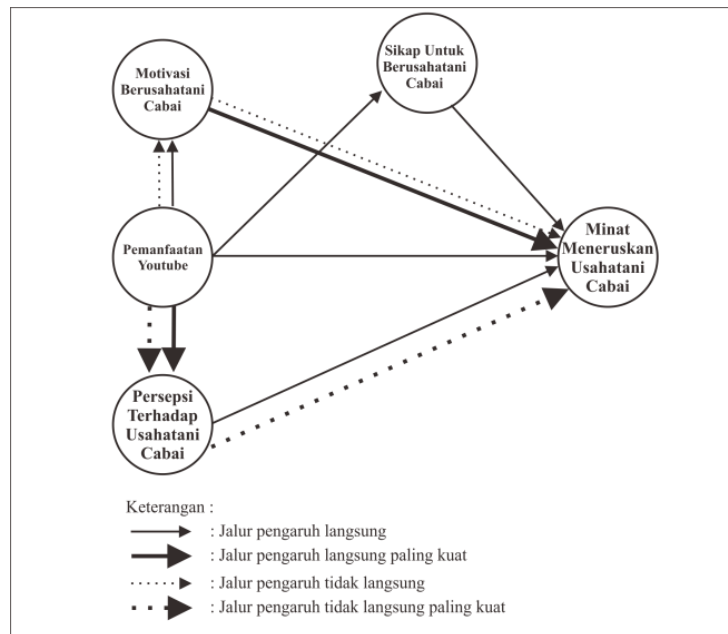 Motivasi
Berusahatani
Cabai
Sikap Untuk
Berusahatani
Cabai
Pemanfaatan
Youtube
Minat
Meneruskan
Usahatani
Cabai
Persepsi
Terhadap
Usahatani
Cabai
Keterangan :
: Jalur pengaruh langsung
: Jalur pengaruh langsung paling kuat
: Jalur pengaruh tidak langsung
: Jalur pengaruh tidak langsung paling kuat